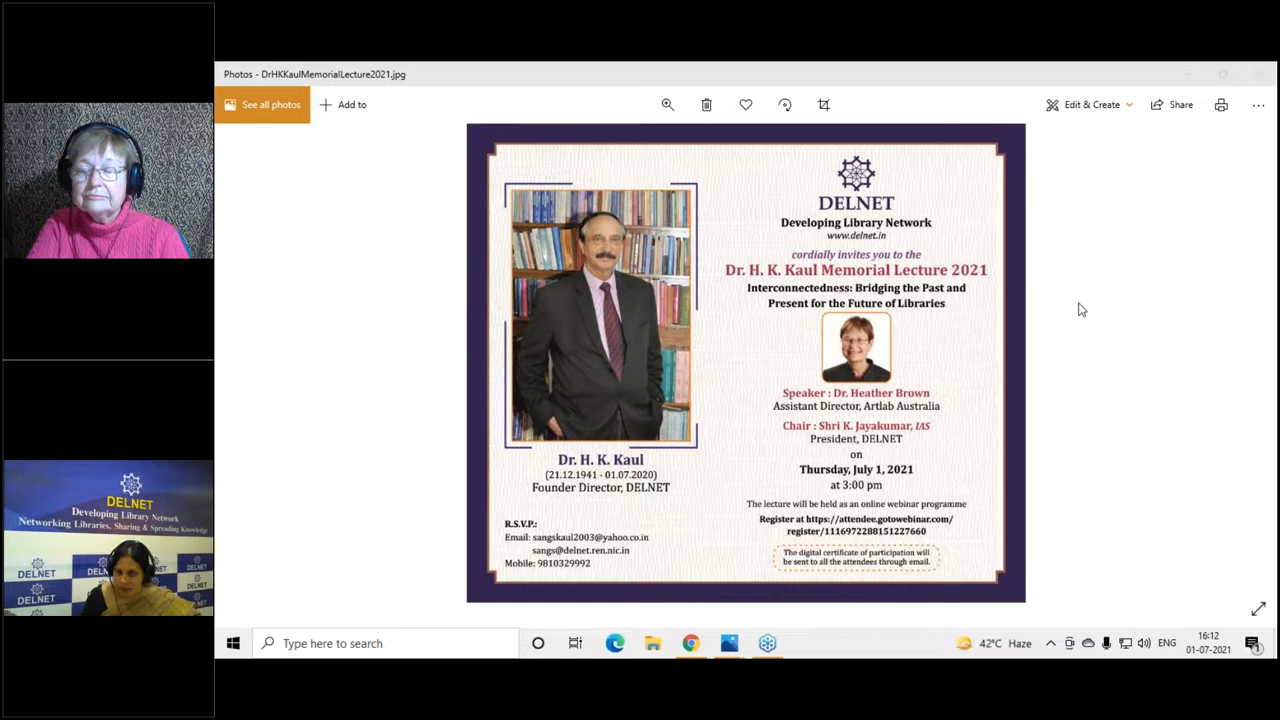 Photos - DrHKKaulMemorialLecture2021.jpg
See all photos
Add to
Edit & Create
Share
DELNET
Developing Library Network
www.delnet.in
cordially invites you to the
Dr. H. K. Kaul Memorial Lecture 2021
Interconnectedness: Bridging the Past and
Present for the Future of Libraries
Speaker : Dr. Heather Brown
Assistant Director, Artlab Australia
Chair : Shri K. Jayakumar, IAS
President, DELNET
on
Thursday, July 1, 2021
at 3:00 pm
The lecture will be held as an online webinar programme
Register at https://attendee.gotowebinar.com/
register/1116972288151227660
The digital certificate of participation will
be sent to all the attendees through email.
Dr. H. K. Kaul
(21.12.1941 - 01.07.2020)
Founder Director, DELNET
R.S.V.P.:
Email: sangskaul2003@yahoo.co.in
sangs@delnet.ren.nic.in
Mobile: 9810329992
DELNET
Developing Library Network
Networking Libraries, Sharing & Spreading Knowledge
DELNET
DELNET
DELNET
Type here to search
42°C Haze
ENG
16:12
01-07-2021
1